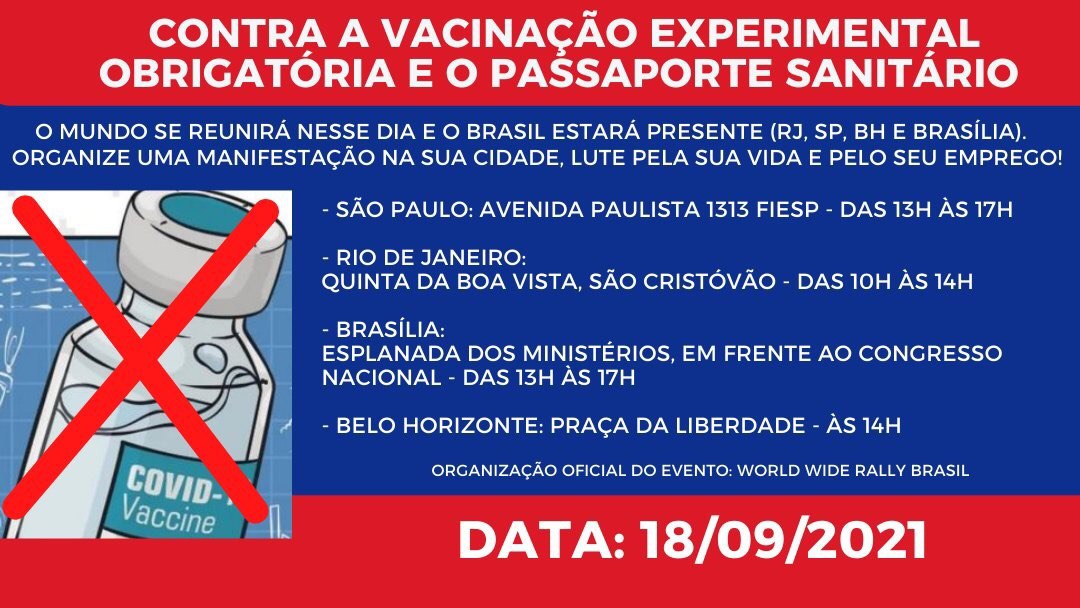 CONTRA A VACINAÇÃO EXPERIMENTAL
OBRIGATÓRIA E O PASSAPORTE SANITÁRIO
O MUNDO SE REUNIRÁ NESSE DIA E O BRASIL ESTARÁ PRESENTE (RJ, SP, BH E BRASÍLIA).
ORGANIZE UMA MANIFESTAÇÃO NA SUA CIDADE, LUTE PELA SUA VIDA E PELO SEU EMPREGO!
- SÃO PAULO: AVENIDA PAULISTA 1313 FIESP - DAS 13H ÀS 17H
- RIO DE JANEIRO:
QUINTA DA BOA VISTA, SÃO CRISTÓVÃO - DAS 10H ÀS 14H
- BRASÍLIA:
ESPLANADA DOS MINISTÉRIOS, EM FRENTE AO CONGRESSO
NACIONAL - DAS 13H ÀS 17H
- BELO HORIZONTE: PRAÇA DA LIBERDADE - ÀS 14H
ORGANIZAÇÃO OFICIAL DO EVENTO: WORLD WIDE RALLY BRASIL
COVID-
Vaccine
DATA: 18/09/2021